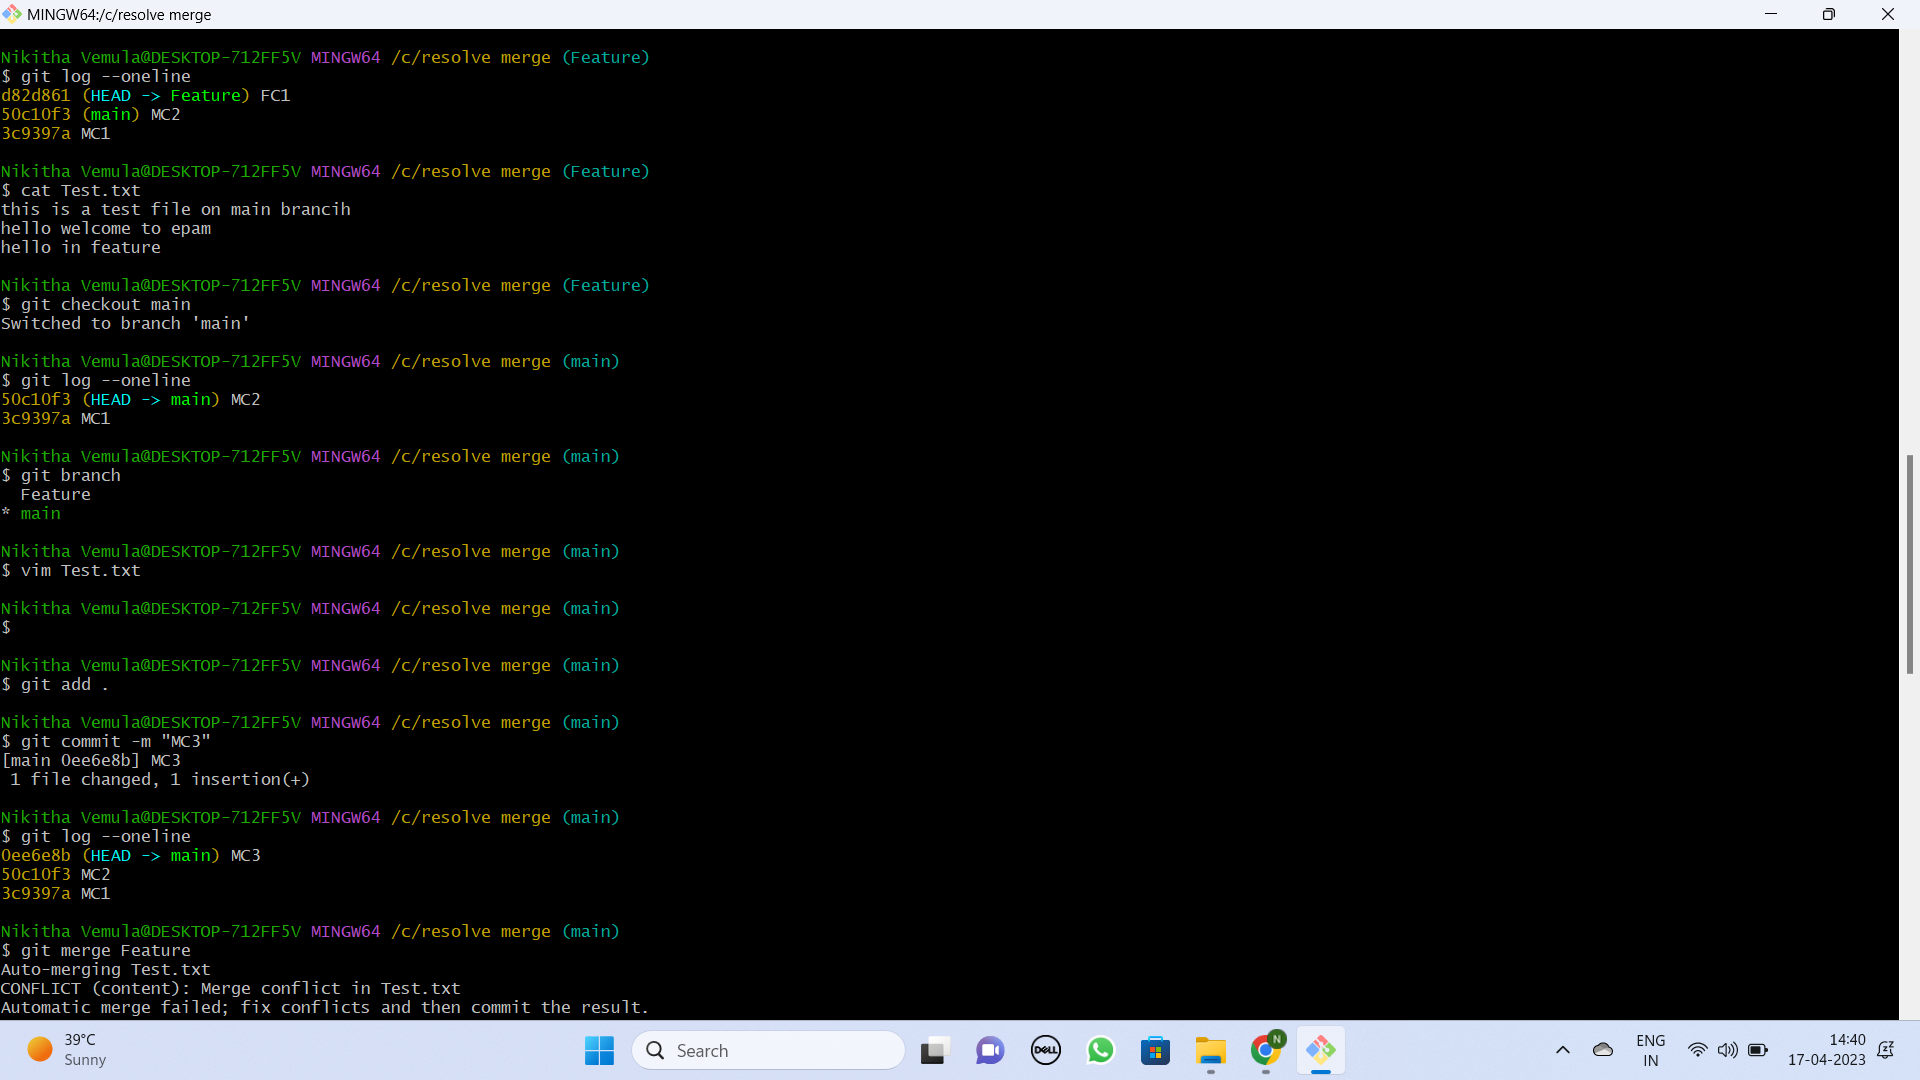 MINGW64:/c/resolve merge
Nikitha Vemula@DESKTOP-712FF5V MINGW64 /c/resolve merge (Feature)
$ git log --oneline
d82d861 (HEAD -> Feature) FC1
50c10f3 (main) MC2
3c9397a MC1
Nikitha Vemula@DESKTOP-712FF5V MINGW64 /c/resolve merge (Feature)
$ cat Test.txt
this is a test file on main brancih
hello welcome to epam
hello in feature
Nikitha Vemula@DESKTOP-712FF5V MINGW64 /c/resolve merge (Feature)
$ git checkout main
Switched to branch 'main'
Nikitha Vemula@DESKTOP-712FF5V MINGW64 /c/resolve merge (main)
$ git log --oneline
50c10f3 (HEAD -> main) MC2
3c9397a MC1
Nikitha Vemula@DESKTOP-712FF5V MINGW64 /c/resolve merge (main)
$ git branch
  Feature
* main
Nikitha Vemula@DESKTOP-712FF5V MINGW64 /c/resolve merge (main)
$ vim Test.txt
Nikitha Vemula@DESKTOP-712FF5V MINGW64 /c/resolve merge (main)
$
Nikitha Vemula@DESKTOP-712FF5V MINGW64 /c/resolve merge (main)
$ git add .
Nikitha Vemula@DESKTOP-712FF5V MINGW64 /c/resolve merge (main)
$ git commit -m "MC3"
[main 0ee6e8b] MC3
 1 file changed, 1 insertion(+)
Nikitha Vemula@DESKTOP-712FF5V MINGW64 /c/resolve merge (main)
$ git log --oneline
0ee6e8b (HEAD -> main) MC3
50c10f3 MC2
3c9397a MC1
Nikitha Vemula@DESKTOP-712FF5V MINGW64 /c/resolve merge (main)
$ git merge Feature
Auto-merging Test.txt
CONFLICT (content): Merge conflict in Test.txt
Automatic merge failed; fix conflicts and then commit the result.
39°C
Sunny
Search
DELL
N
ENG
IN
14:40
17-04-2023